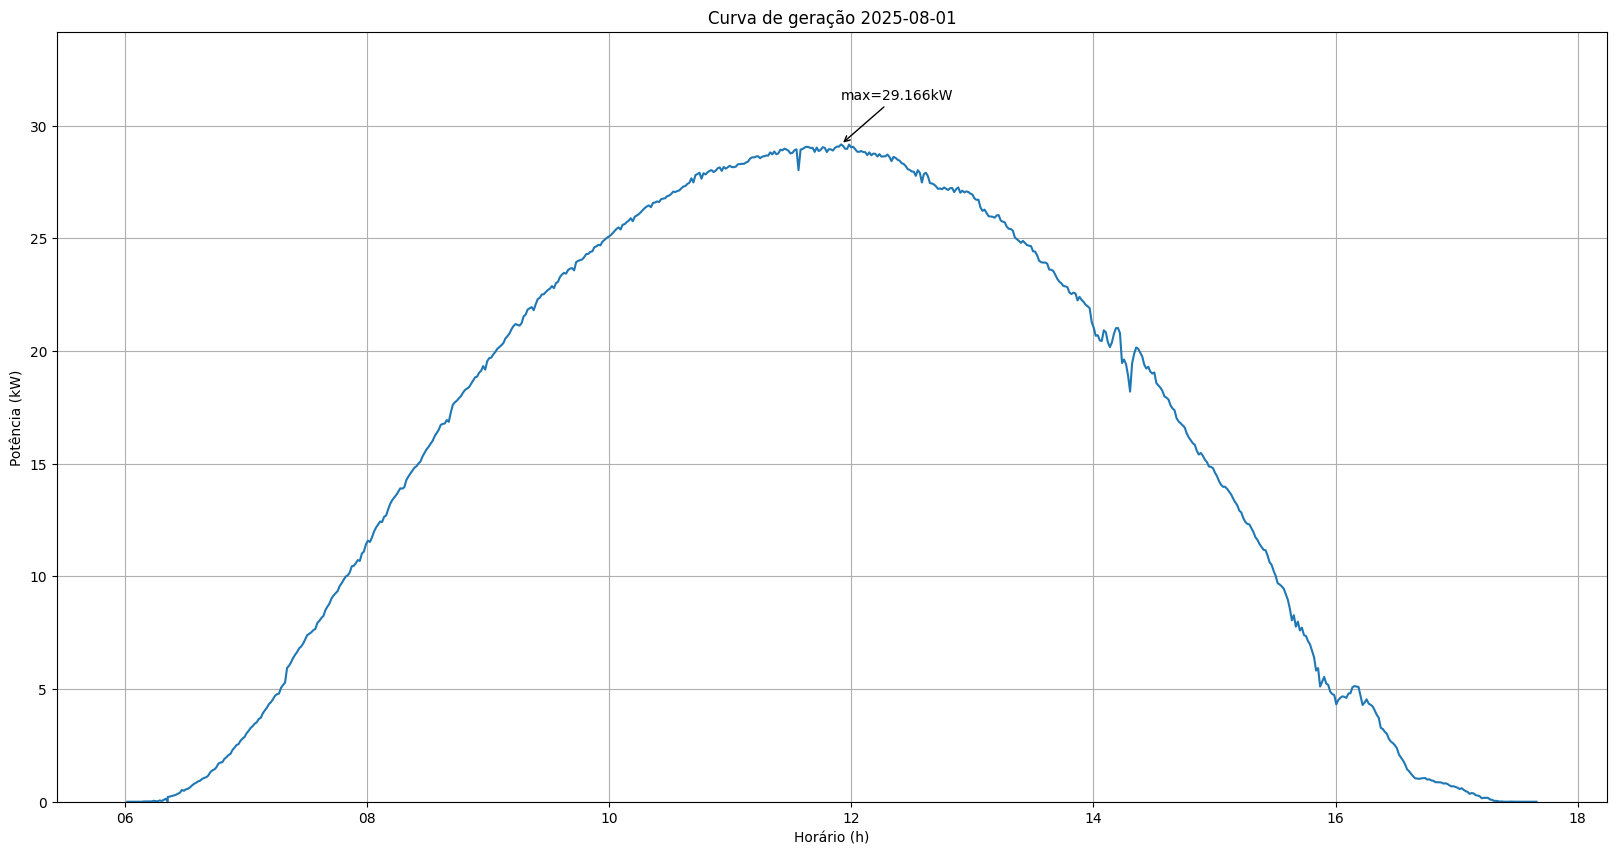 Curva de geração 2025-08-01
max=29.166kW
Potência (kW)
30
25
20
15
10
5
0
06 08 10 12 14 16 18
Horário (h)